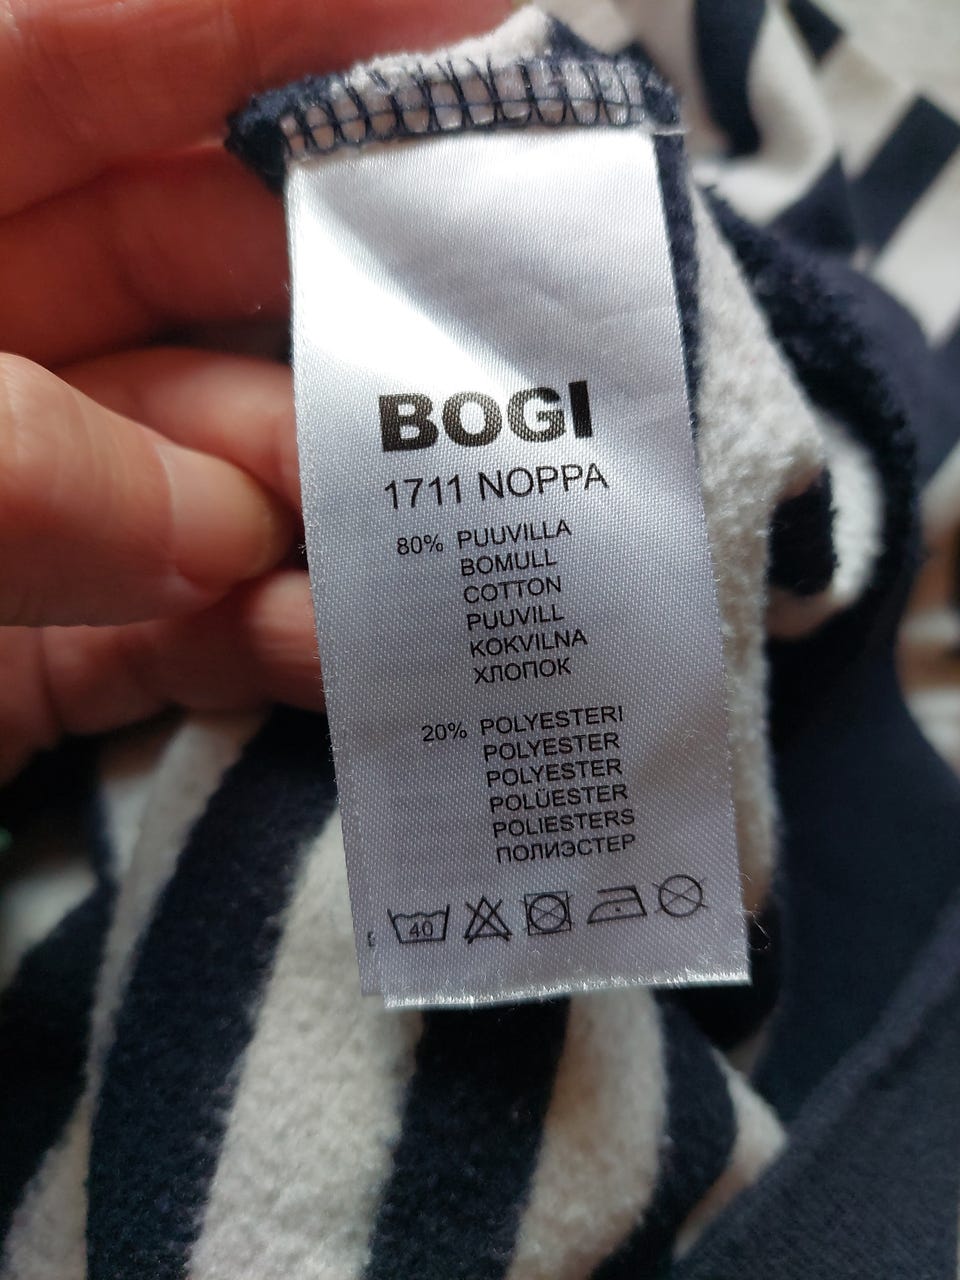 BOGI
1711 NOPPA
80% PUUVILLA
BOMULL
COTTON
PUUVILL
KOKVILNA
ХЛОПОК
20% POLYESTERI
POLYESTER
POLYESTER
POLÜESTER
POLIESTERS
ПОЛИЭСТЕР
40